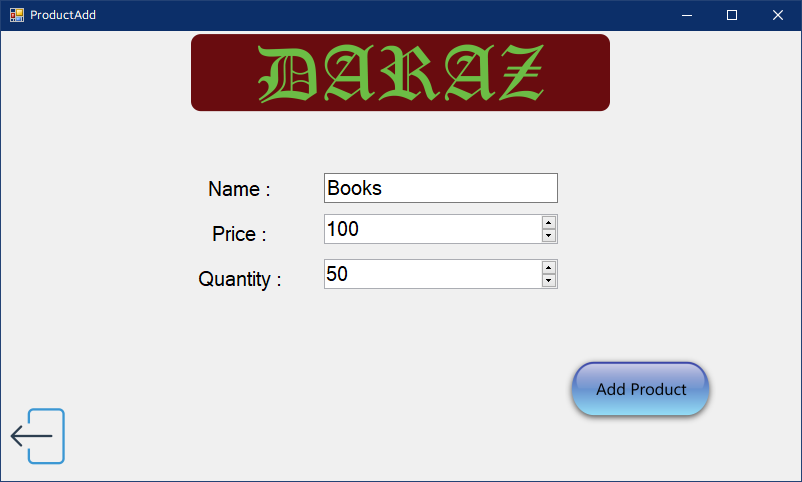 ProductAdd
DARAZ
Name :
Books
Price :
100
Quantity :
50
Add Product